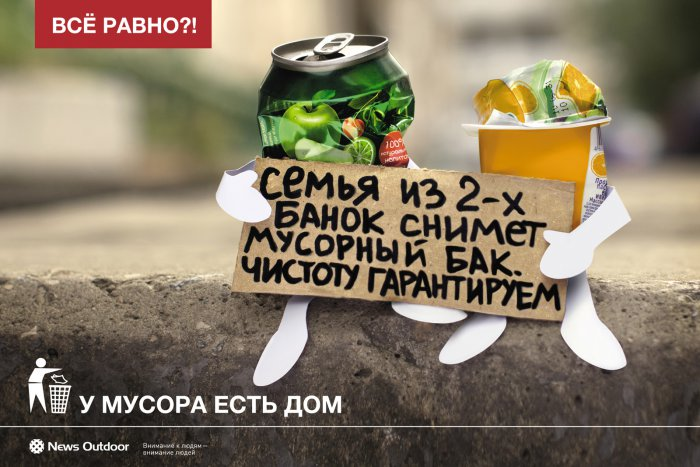 ВСЁ РАВНО?!
100%
СЕМЬЯ ИЗ 2-Х
БАНОК СНИМЕТ
МУСОРНЫЙ БАК.
ЧИСТОТУ ГАРАНТИРУЕМ
У МУСОРА ЕСТЬ ДОМ
News Outdoor
Внимание к людям —
внимание людей